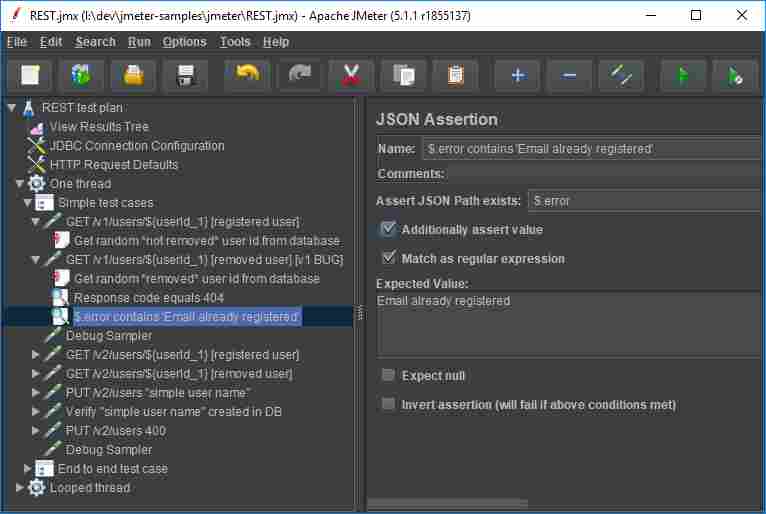 REST.jmx (I:\dev\jmeter-samples\jmeter\REST.jmx) - Apache JMeter (5.1.1 r1855137)
File Edit Search Run Options Tools Help
REST test plan
View Results Tree
JDBC Connection Configuration
HTTP Request Defaults
One thread
Simple test cases
GET /v1/users/${userId_1} [registered user]
Get random *not removed* user id from database
GET /v1/users/${userId_1} [removed user] [v1 BUG]
Get random *removed* user id from database
Response code equals 404
$.error contains 'Email already registered'
Debug Sampler
GET /v2/users/${userId_1} [registered user]
GET /v2/users/${userId_1} [removed user]
PUT /v2/users "simple user name"
Verify "simple user name" created in DB
PUT /v2/users 400
Debug Sampler
End to end test case
Looped thread
JSON Assertion
Name: $.error contains 'Email already registered'
Comments:
Assert JSON Path exists: $.error
Additionally assert value
Match as regular expression
Expected Value:
Email already registered
Expect null
Invert assertion (will fail if above conditions met)